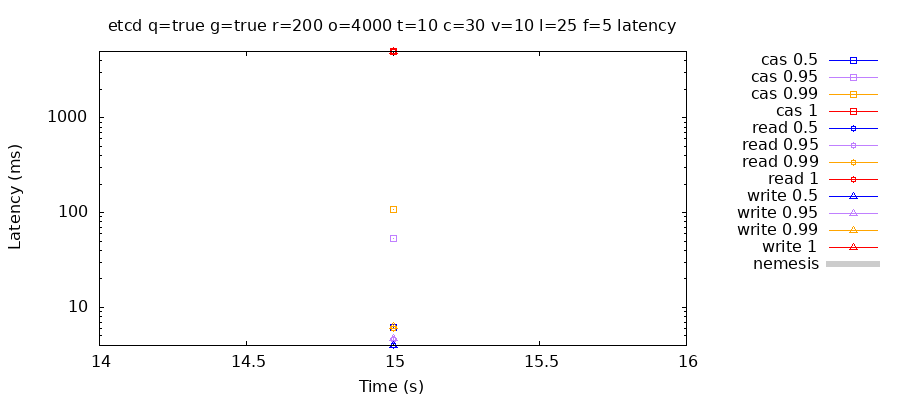 etcd q=true g=true r=200 o=4000 t=10 c=30 v=10 l=25 f=5 latency
Latency (ms)
1000
100
10
14
14.5
15
15.5
16
Time (s)
cas 0.5
cas 0.95
cas 0.99
cas 1
read 0.5
read 0.95
read 0.99
read 1
write 0.5
write 0.95
write 0.99
write 1
nemesis